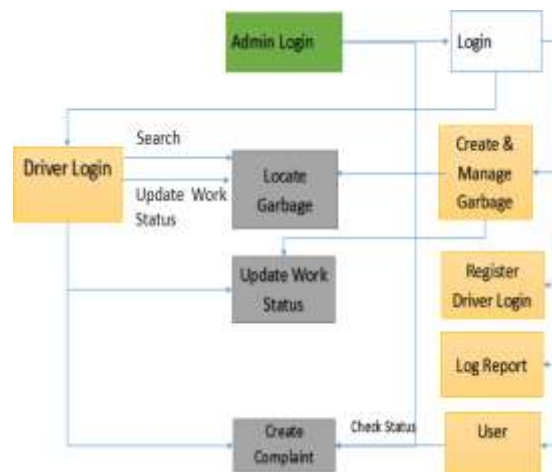 Admin Login
Login
Search
Driver Login
Update Work
Status
Locate
Garbage
Create &
Manage
Garbage
Update Work
Status
Register
Driver Login
Log Report
Check Status
User
Create
Complaint